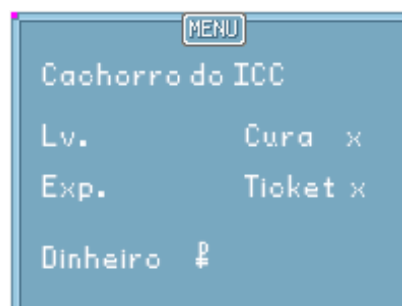 MENU
Cachorro do ICC
Lv. Cura x
Exp. Ticket x
Dinheiro ₽